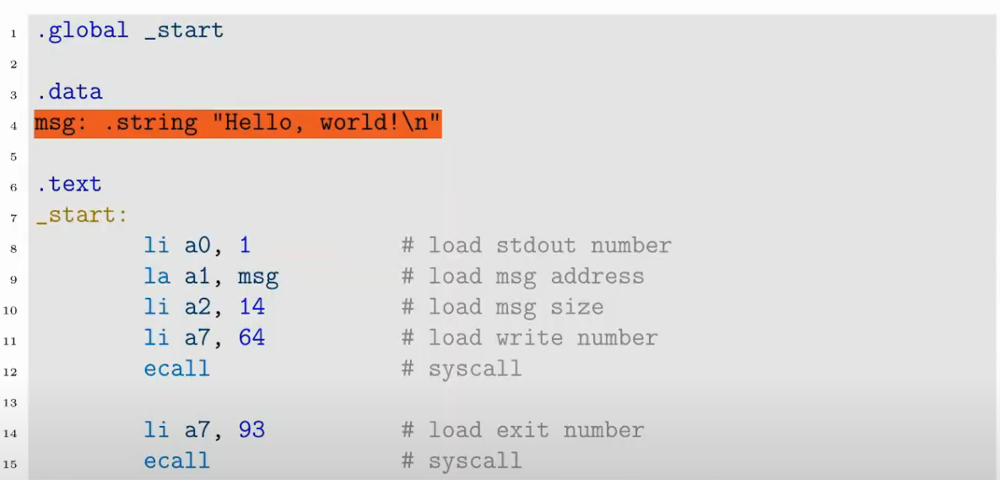 1 .global _start
2
3 .data
4 msg: .string "Hello, world!\n"
5
6 .text
7 _start:
8 li a0, 1 # load stdout number
9 la a1, msg # load msg address
10 li a2, 14 # load msg size
11 li a7, 64 # load write number
12 ecall # syscall
13
14 li a7, 93 # load exit number
15 ecall # syscall